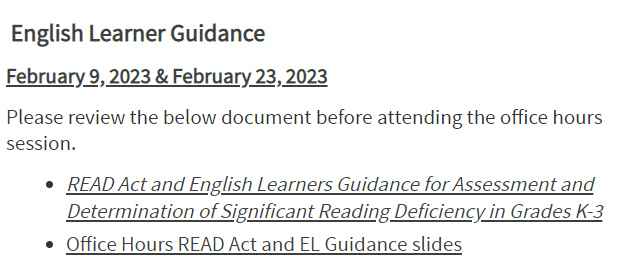 English Learner Guidance
February 9, 2023 & February 23, 2023
Please review the below document before attending the office hours
session.
• READ Act and English Learners Guidance for Assessment and
Determination of Significant Reading Deficiency in Grades K-3
• Office Hours READ Act and EL Guidance slides